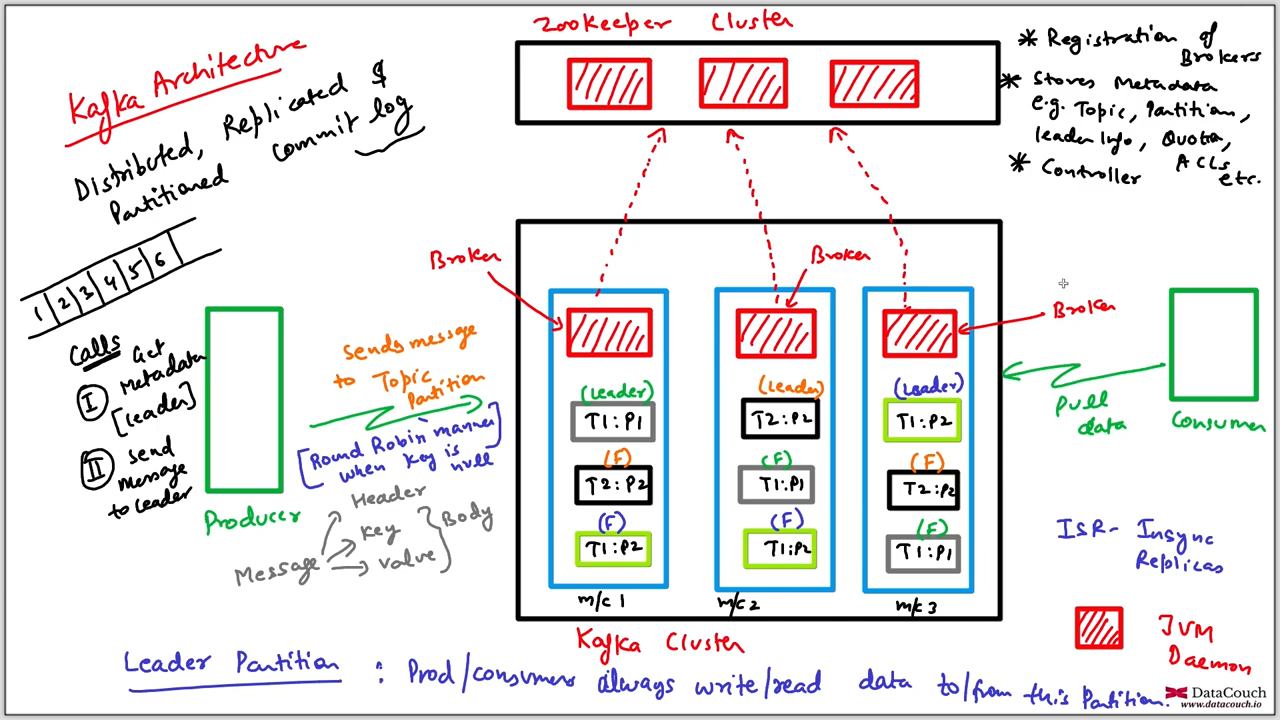 Zookeeper Cluster
Kafka Architecture
Distributed, Replicated &
Partitioned commit log
* Registration of
Brokers
* Stores Metadata
e.g. Topic, Partition,
leader Info, Quota,
ACLs
etc.
* Controller
1 2 3 4 5 6
Broker
Broker
Broker
Calls
I Get
Metadata
[Leader]
II Send
message
to Leader
Producer
Sends message
to Topic
Partition
[Round Robin manner
when key is
null]
Message
Header
Key
Value
Body
(Leader)
T1:P1
(F)
T2:P2
(F)
T1:P2
m/c 1
(Leader)
T2:P2
(F)
T1:P1
(F)
T1:P2
m/c 2
(Leader)
T1:P2
(F)
T2:P2
(F)
T1:P1
m/c 3
Kafka Cluster
Pull
data
Consumer
ISR- Insync
Replicas
JVM
Daemon
Leader Partition : Prod/consumers always write/read data to/from this Partition.
DataCouch
www.datacouch.io